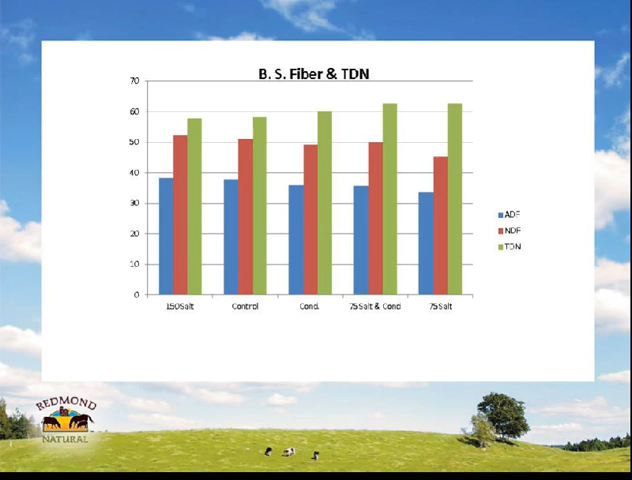 B. S. Fiber & TDN
70
60
50
40
30
20
10
0
150Salt
Control
Cond.
75Salt & Cond
75Salt
ADF
NDF
TDN
REDMOND
NATURAL